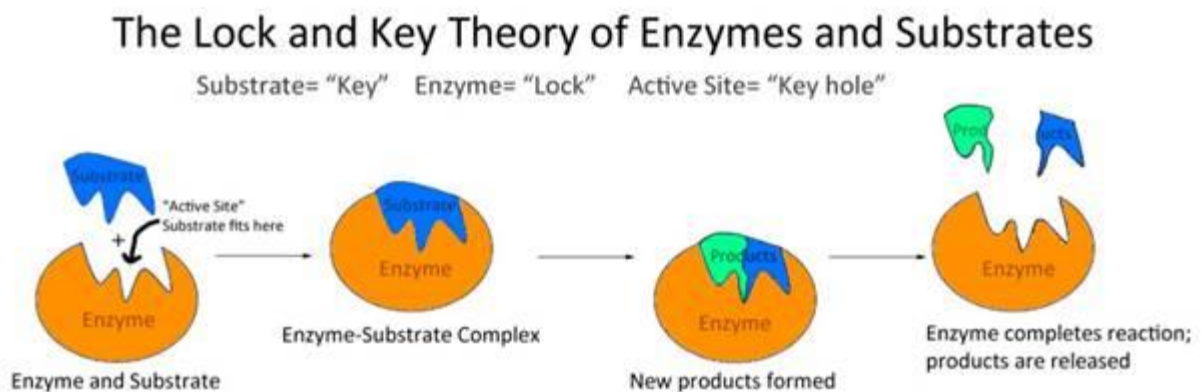 The Lock and Key Theory of Enzymes and Substrates
Substrate= “Key” Enzyme= “Lock” Active Site= “Key hole”
Substrate
"Active Site"
Substrate fits here
+
Enzyme
Enzyme and Substrate
Substrate
Enzyme
Enzyme-Substrate Complex
Products
Enzyme
New products formed
Prod ucts
Enzyme
Enzyme completes reaction;
products are released